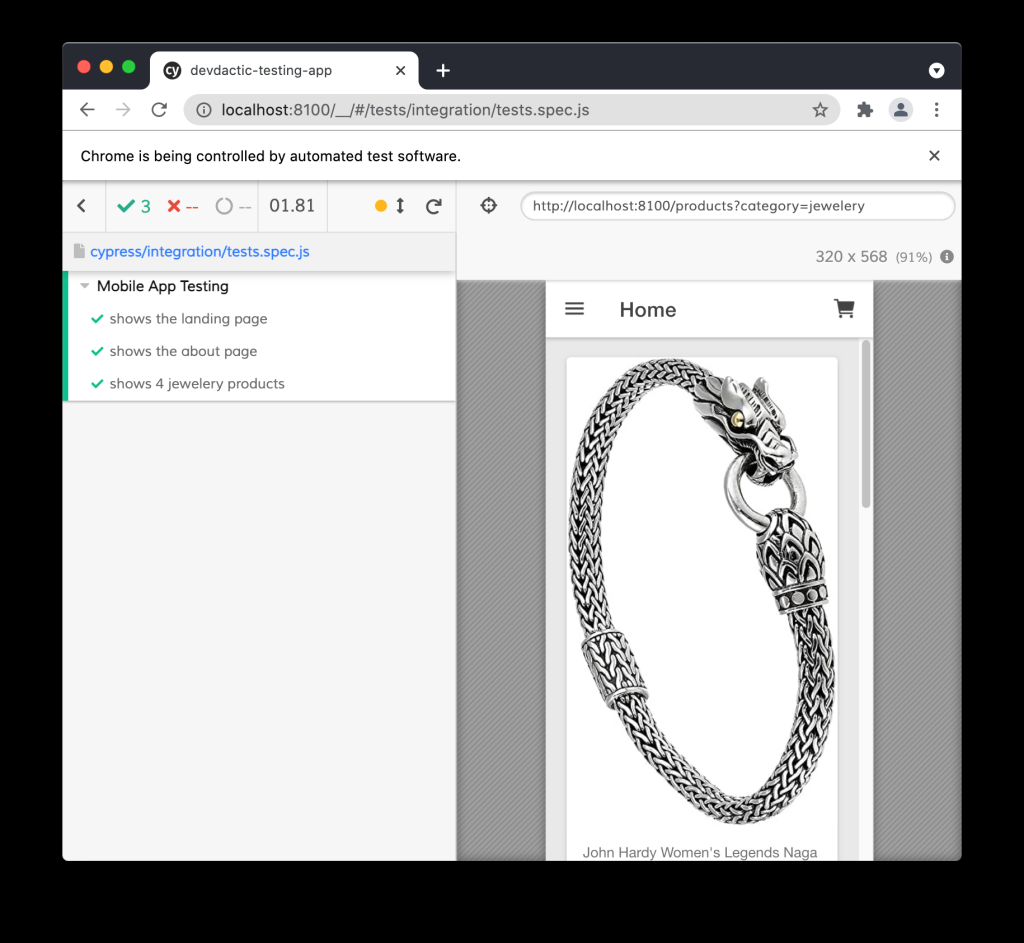 cy devdactic-testing-app
localhost:8100/__/#/tests/integration/tests.spec.js
Chrome is being controlled by automated test software.
3 -- -- 01.81
http://localhost:8100/products?category=jewelery
cypress/integration/tests.spec.js
320 x 568 (91%)
Mobile App Testing
shows the landing page
shows the about page
shows 4 jewelery products
Home
John Hardy Women's Legends Naga